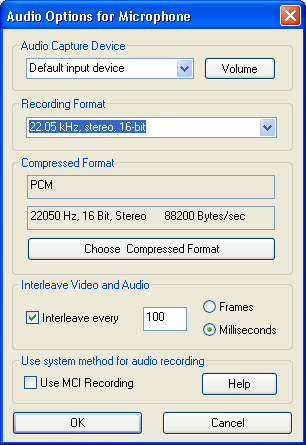 Audio Options for Microphone
Audio Capture Device
Default input device
Volume
Recording Format
22.05 kHz, stereo, 16-bit
Compressed Format
PCM
22050 Hz, 16 Bit, Stereo 88200 Bytes/sec
Choose Compressed Format
Interleave Video and Audio
Interleave every
100
Frames
Milliseconds
Use system method for audio recording
Use MCI Recording
Help
OK
Cancel